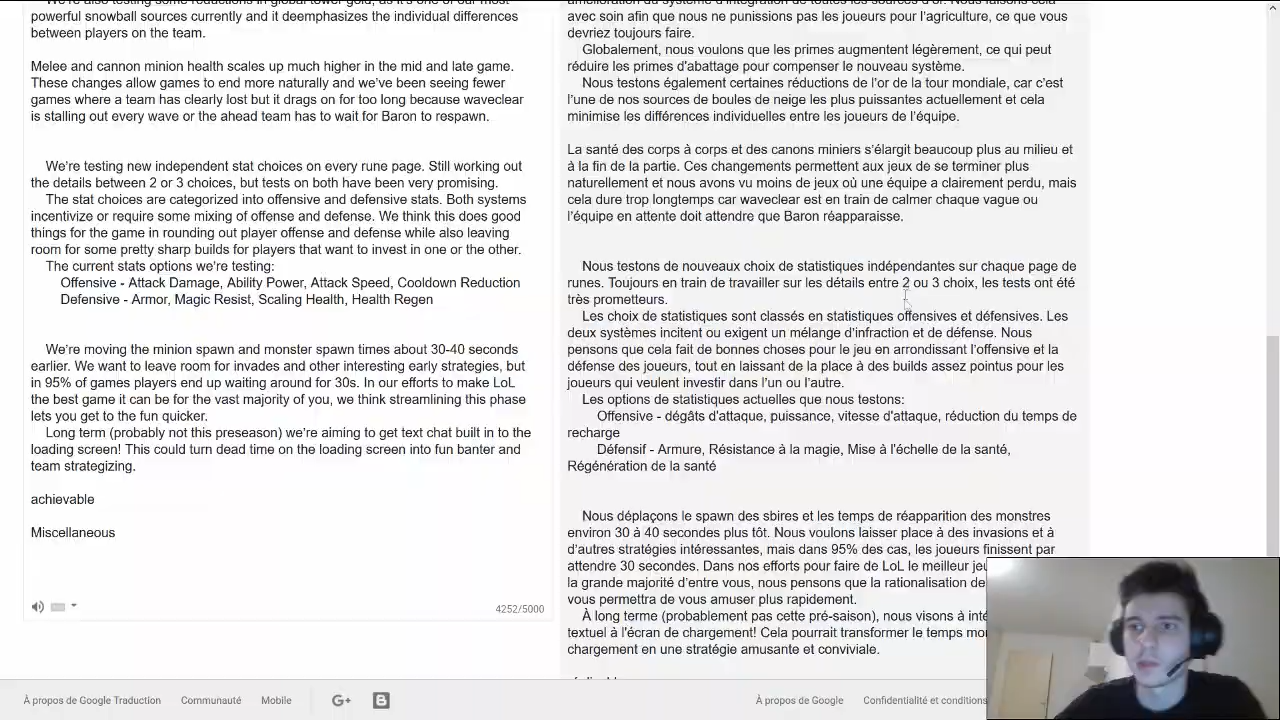 powerful snowball sources currently and it deemphasizes the individual differences
between players on the team.
Melee and cannon minion health scales up much higher in the mid and late game.
These changes allow games to end more naturally and we've been seeing fewer
games where a team has clearly lost but it drags on for too long because waveclear
is stalling out every wave or the ahead team has to wait for Baron to respawn.
We're testing new independent stat choices on every rune page. Still working out
the details between 2 or 3 choices, but tests on both have been very promising.
The stat choices are categorized into offensive and defensive stats. Both systems
incentivize or require some mixing of offense and defense. We think this does good
things for the game in rounding out player offense and defense while also leaving
room for some pretty sharp builds for players that want to invest in one or the other.
The current stats options we're testing:
Offensive - Attack Damage, Ability Power, Attack Speed, Cooldown Reduction
Defensive - Armor, Magic Resist, Scaling Health, Health Regen
We're moving the minion spawn and monster spawn times about 30-40 seconds
earlier. We want to leave room for invades and other interesting early strategies, but
in 95% of games players end up waiting around for 30s. In our efforts to make LoL
the best game it can be for the vast majority of you, we think streamlining this phase
lets you get to the fun quicker.
Long term (probably not this preseason) we're aiming to get text chat built in to the
loading screen! This could turn dead time on the loading screen into fun banter and
team strategizing.
achievable
Miscellaneous
4252/5000
avec soin afin que nous ne punissions pas les joueurs pour l'agriculture, ce que vous
devriez toujours faire.
Globalement, nous voulons que les primes augmentent légèrement, ce qui peut
réduire les primes d'abattage pour compenser le nouveau système.
Nous testons également certaines réductions de l'or de la tour mondiale, car c'est
l'une de nos sources de boules de neige les plus puissantes actuellement et cela
minimise les différences individuelles entre les joueurs de l'équipe.
La santé des corps à corps et des canons miniers s'élargit beaucoup plus au milieu et
à la fin de la partie. Ces changements permettent aux jeux de se terminer plus
naturellement et nous avons vu moins de jeux où une équipe a clairement perdu, mais
cela dure trop longtemps car waveclear est en train de calmer chaque vague ou
l'équipe en attente doit attendre que Baron réapparaisse.
Nous testons de nouveaux choix de statistiques indépendantes sur chaque page de
runes. Toujours en train de travailler sur les détails entre 2 ou 3 choix, les tests ont été
très prometteurs.
Les choix de statistiques sont classés en statistiques offensives et défensives. Les
deux systèmes incitent ou exigent un mélange d'infraction et de défense. Nous
pensons que cela fait de bonnes choses pour le jeu en arrondissant l'offensive et la
défense des joueurs, tout en laissant de la place à des builds assez pointus pour les
joueurs qui veulent investir dans l'un ou l'autre.
Les options de statistiques actuelles que nous testons:
Offensive - dégâts d'attaque, puissance, vitesse d'attaque, réduction du temps de
recharge
Défensif - Armure, Résistance à la magie, Mise à l'échelle de la santé,
Régénération de la santé
Nous déplaçons le spawn des sbires et les temps de réapparition des monstres
environ 30 à 40 secondes plus tôt. Nous voulons laisser place à des invasions et à
d'autres stratégies intéressantes, mais dans 95% des cas, les joueurs finissent par
attendre 30 secondes. Dans nos efforts pour faire de LoL le meilleur
la grande majorité d'entre vous, nous pensons que la rationalisation
vous permettra de vous amuser plus rapidement.
À long terme (probablement pas cette pré-saison), nous visons à
textuel à l'écran de chargement! Cela pourrait transformer le temps
chargement en une stratégie amusante et conviviale.
À propos de Google Traduction Communauté Mobile G+ B À propos de Google Confidentialité et conditions